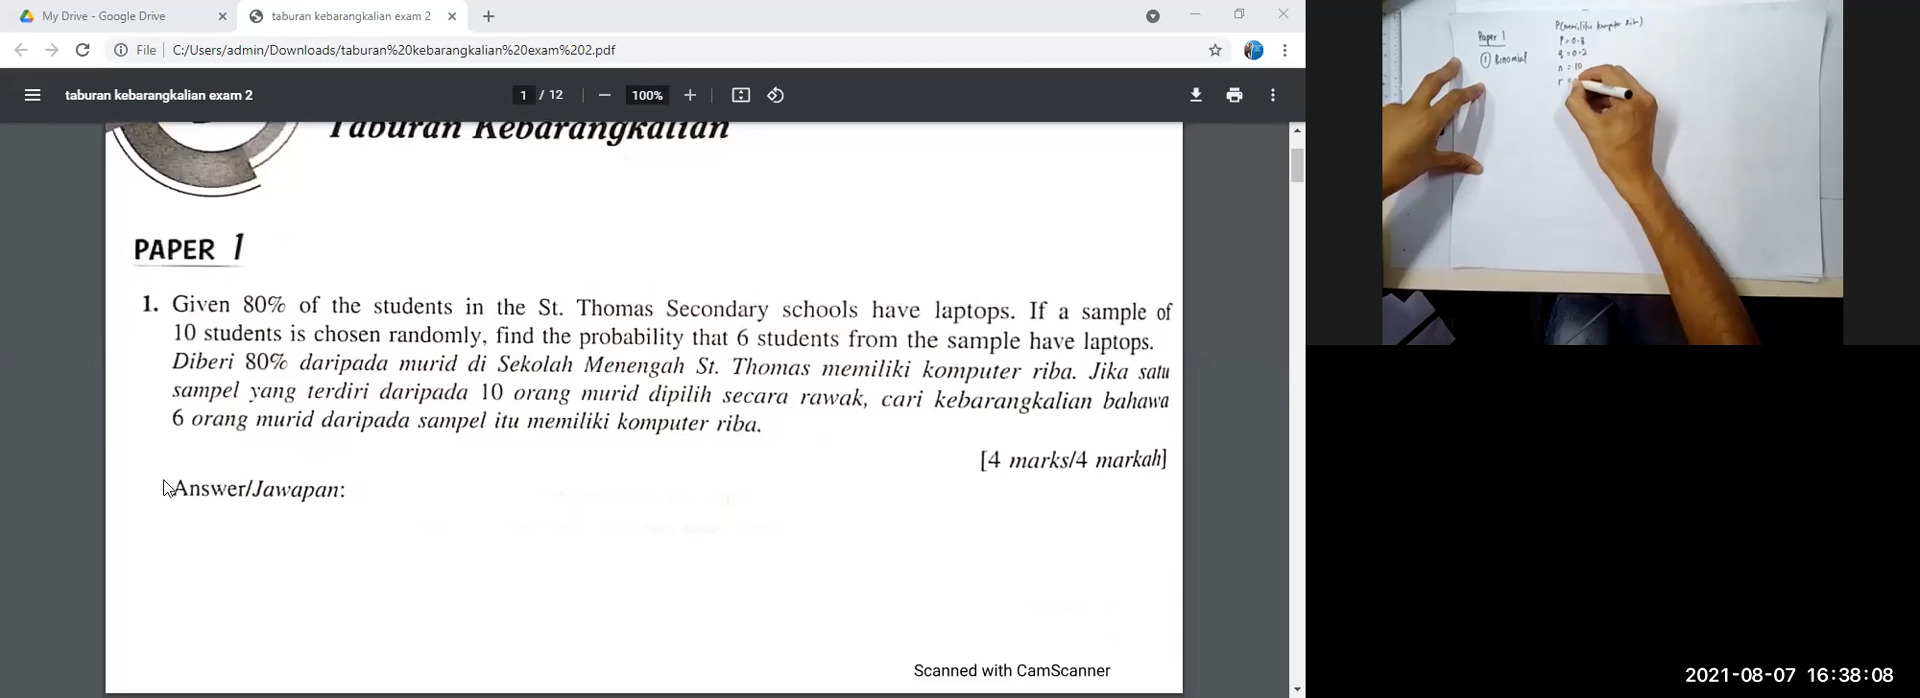 My Drive - Google Drive
taburan kebarangkalian exam 2
File
C:/Users/admin/Downloads/taburan%20kebarangkalian%20exam%202.pdf
taburan kebarangkalian exam 2
1 / 12
100%
Taburan Kebarangkalian
PAPER 1
1. Given 80% of the students in the St. Thomas Secondary schools have laptops. If a sample of
10 students is chosen randomly, find the probability that 6 students from the sample have laptops.
Diberi 80% daripada murid di Sekolah Menengah St. Thomas memiliki komputer riba. Jika satu
sampel yang terdiri daripada 10 orang murid dipilih secara rawak, cari kebarangkalian bahawa
6 orang murid daripada sampel itu memiliki komputer riba.
[4 marks/4 markah]
Answer/Jawapan:
Scanned with CamScanner
Paper 1
① Binomial
P(memiliki komputer riba)
P = 0.8
q = 0.2
n = 10
r =
2021-08-07 16:38:08